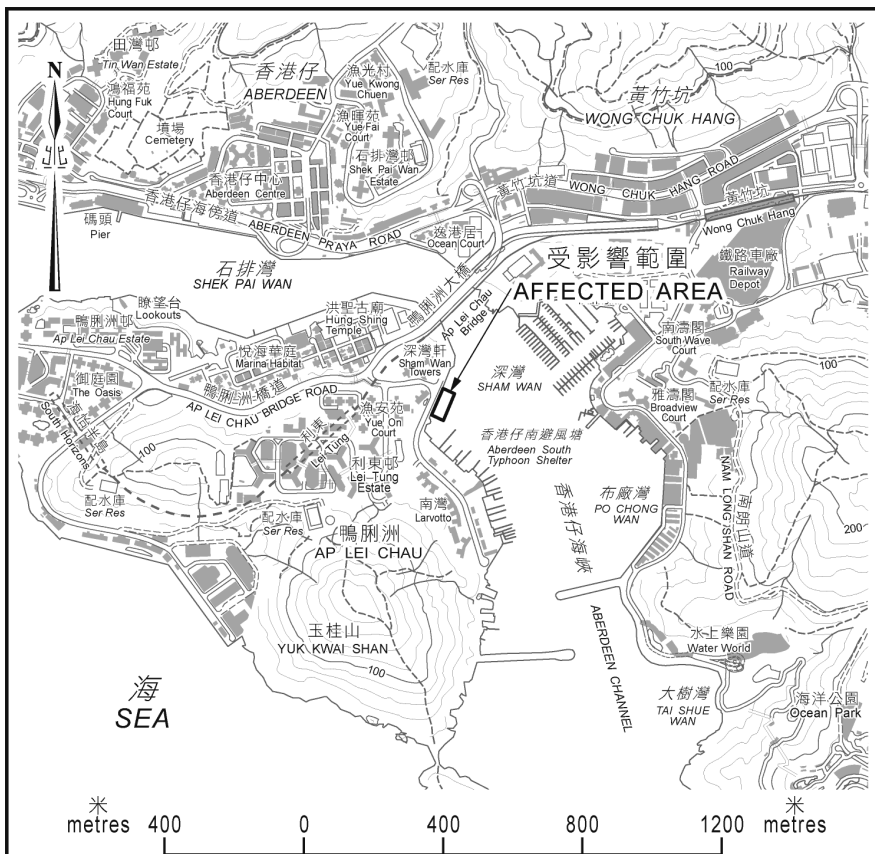 田灣邨
Tin Wan Estate
鴻福苑
Hung Fuk
Court
墳場
Cemetery
N
香港仔
ABERDEEN
漁光村
Yue Kwong
Chuen
配水庫
Ser Res
漁暉苑
Yue Fai
Court
石排灣邨
Shek Pai Wan
Estate
100
黃竹坑
WONG CHUK HANG
香港仔中心
Aberdeen Centre
黃竹坑道 WONG CHUK HANG ROAD
黃竹坑
Wong Chuk Hang
香港仔海傍道 ABERDEEN PRAYA ROAD
碼頭
Pier
逸港居
Ocean Court
鐵路車廠
Railway
Depot
石排灣
SHEK PAI WAN
受影響範圍
AFFECTED AREA
鴨脷洲大橋
Ap Lei Chau
Bridge
瞭望台
Lookouts
鴨脷洲邨
Ap Lei Chau Estate
洪聖古廟
Hung Shing
Temple
悅海華庭
Marina Habitat
深灣軒
Sham Wan
Towers
南濤閣
South Wave
Court
深灣
SHAM WAN
100
御庭園
The Oasis
鴨脷洲橋道
AP LEI CHAU BRIDGE ROAD
漁安苑
Yue On
Court
雅濤閣
Broadview
Court
配水庫
Ser Res
海怡半島
South Horizons
利東
Lei Tung
100
香港仔南避風塘
Aberdeen South
Typhoon Shelter
利東邨
Lei Tung
Estate
配水庫
Ser Res
配水庫
Ser Res
南灣
Larvotto
布廠灣
PO CHONG
WAN
南朗山道
NAM LONG SHAN ROAD
200
鴨脷洲
AP LEI CHAU
香港仔海峽
ABERDEEN CHANNEL
玉桂山
YUK KWAI SHAN
100
水上樂園
Water World
海
SEA
大樹灣
TAI SHUE
WAN
海洋公園
Ocean Park
米
metres
400
0
400
800
1200
米
metres